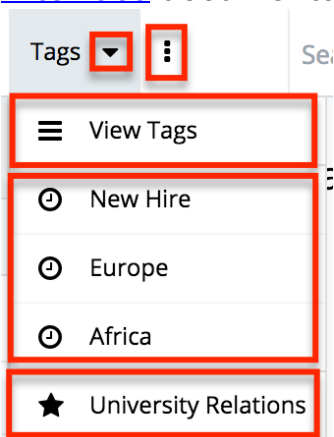 Tags
Sea
View Tags
New Hire
Europe
Africa
University Relations